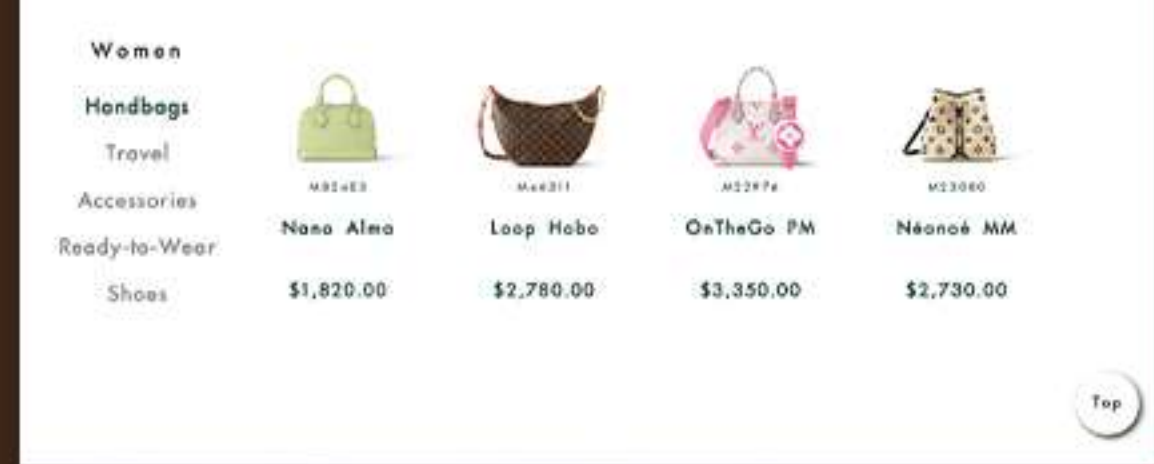 Women
Handbags
Travel
Accessories
Ready-to-Wear
Shoes
M23080
Nano Alma
Loop Hobo
OnTheGo PM
Néonoé MM
$1,820.00
$2,780.00
$3,350.00
$2,730.00
Top